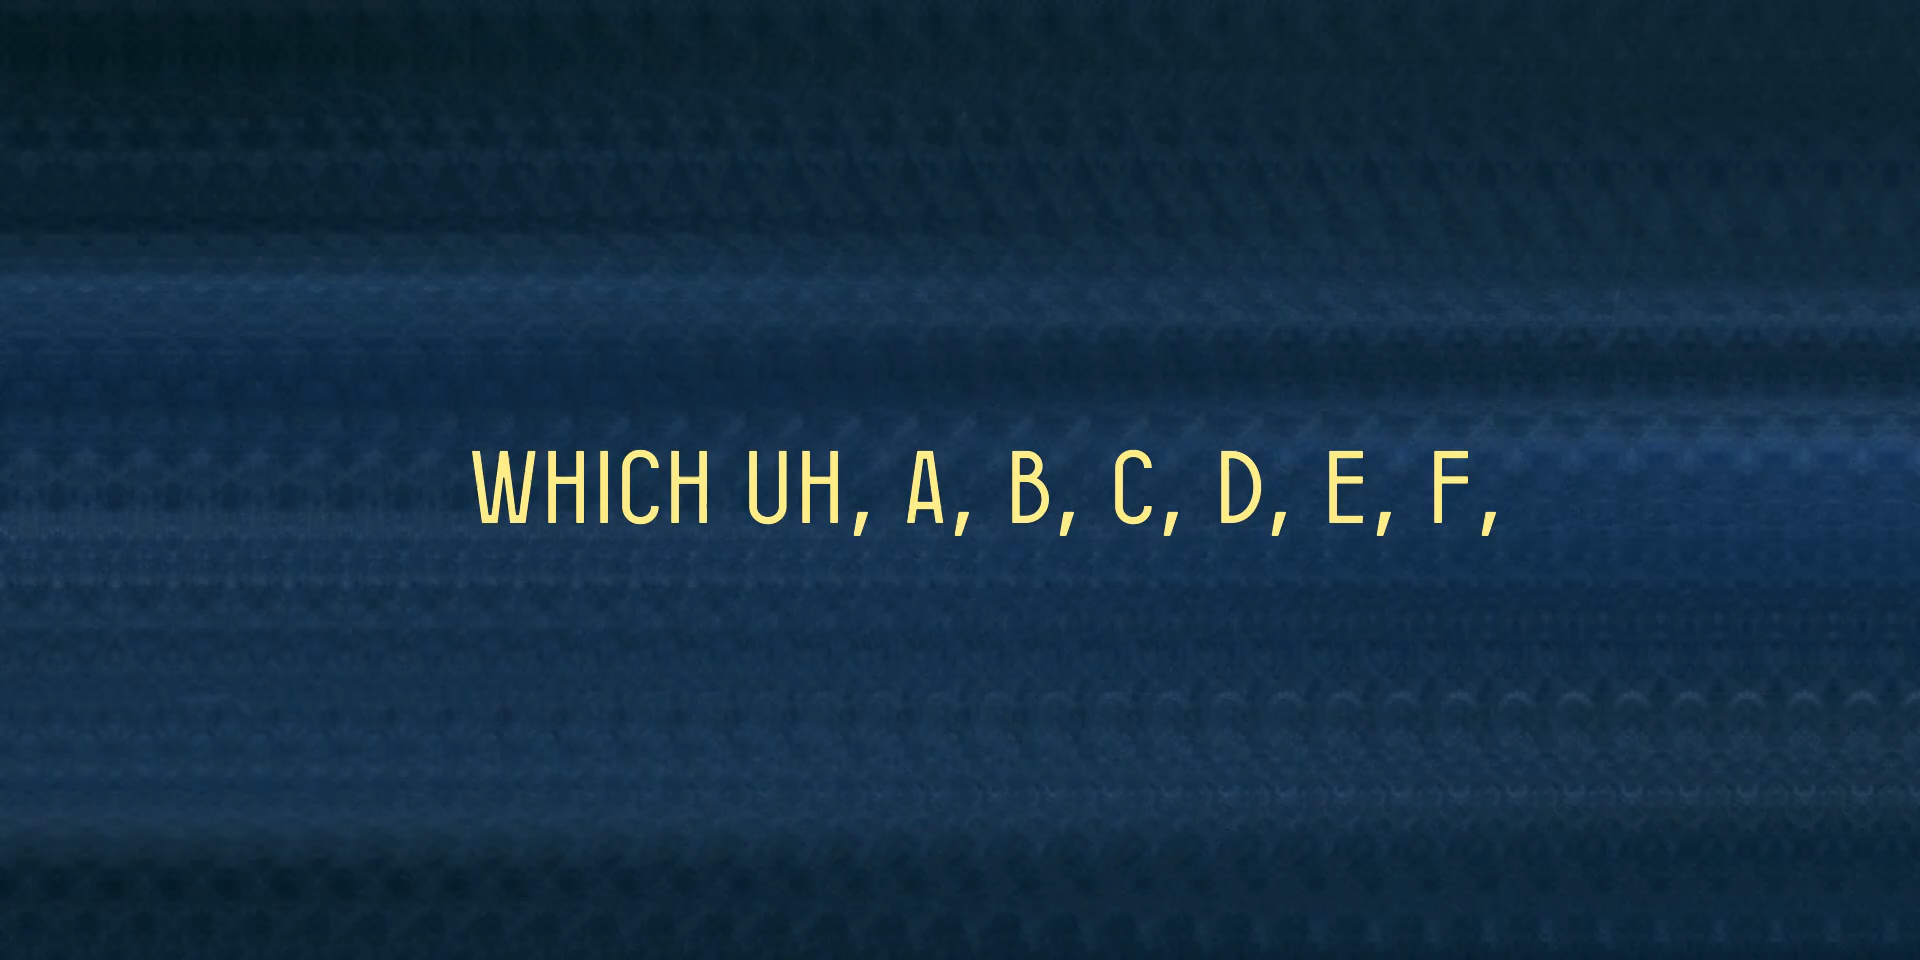 WHICH UH, A, B, C, D, E, F,